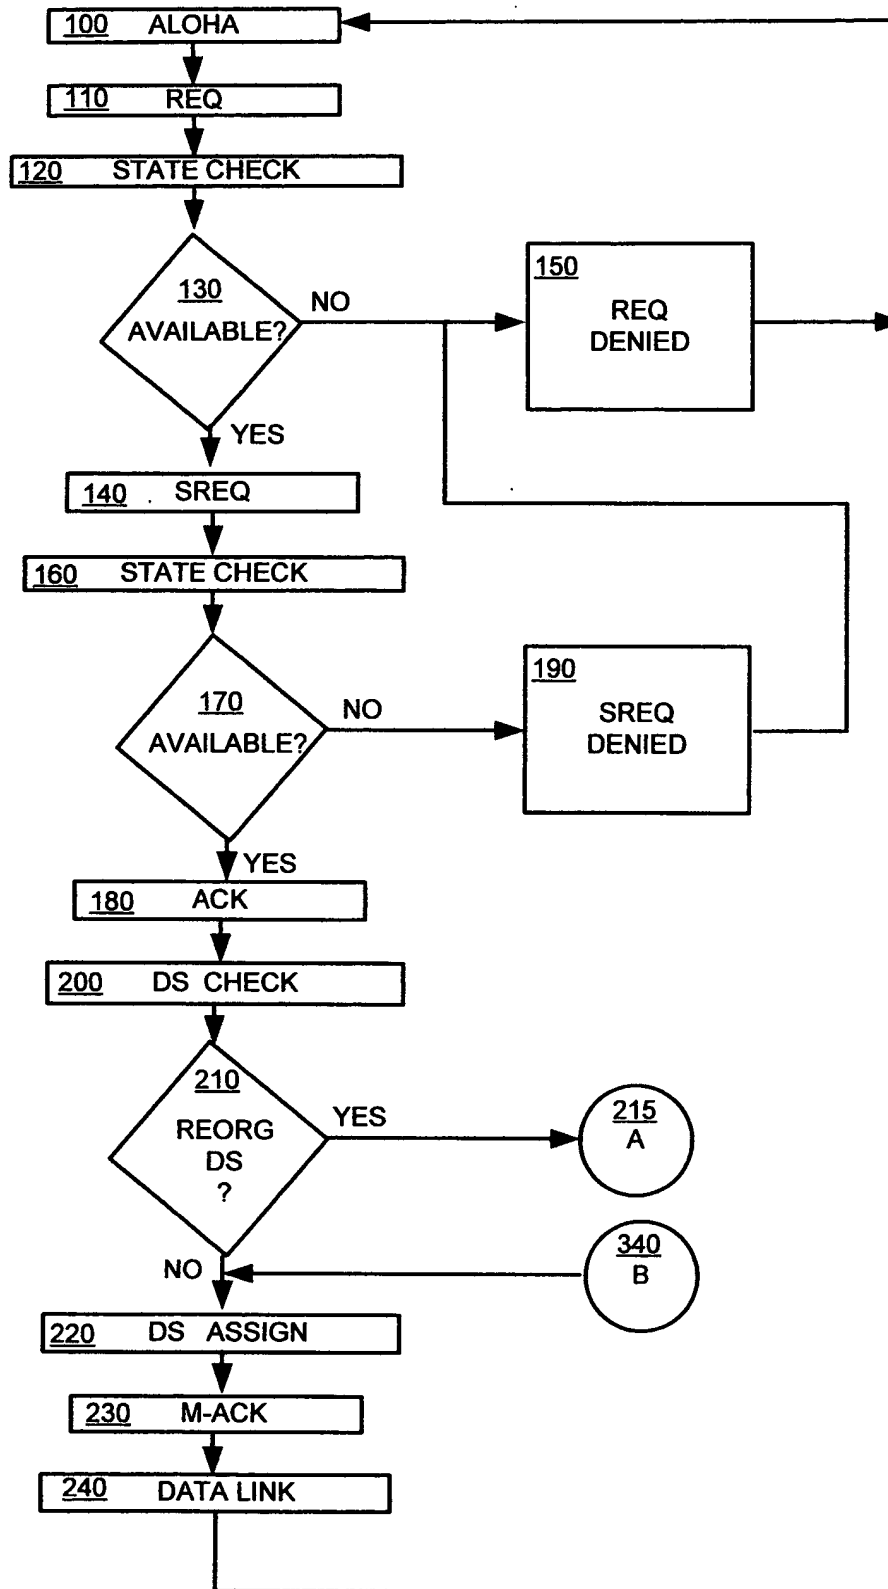 100 ALOHA
110 REQ
120 STATE CHECK
130
AVAILABLE?
NO
150
REQ
DENIED
YES
140 SREQ
160 STATE CHECK
170
AVAILABLE?
NO
190
SREQ
DENIED
YES
180 ACK
200 DS CHECK
210
REORG
DS
?
YES
215
A
NO
340
B
220 DS ASSIGN
230 M-ACK
240 DATA LINK